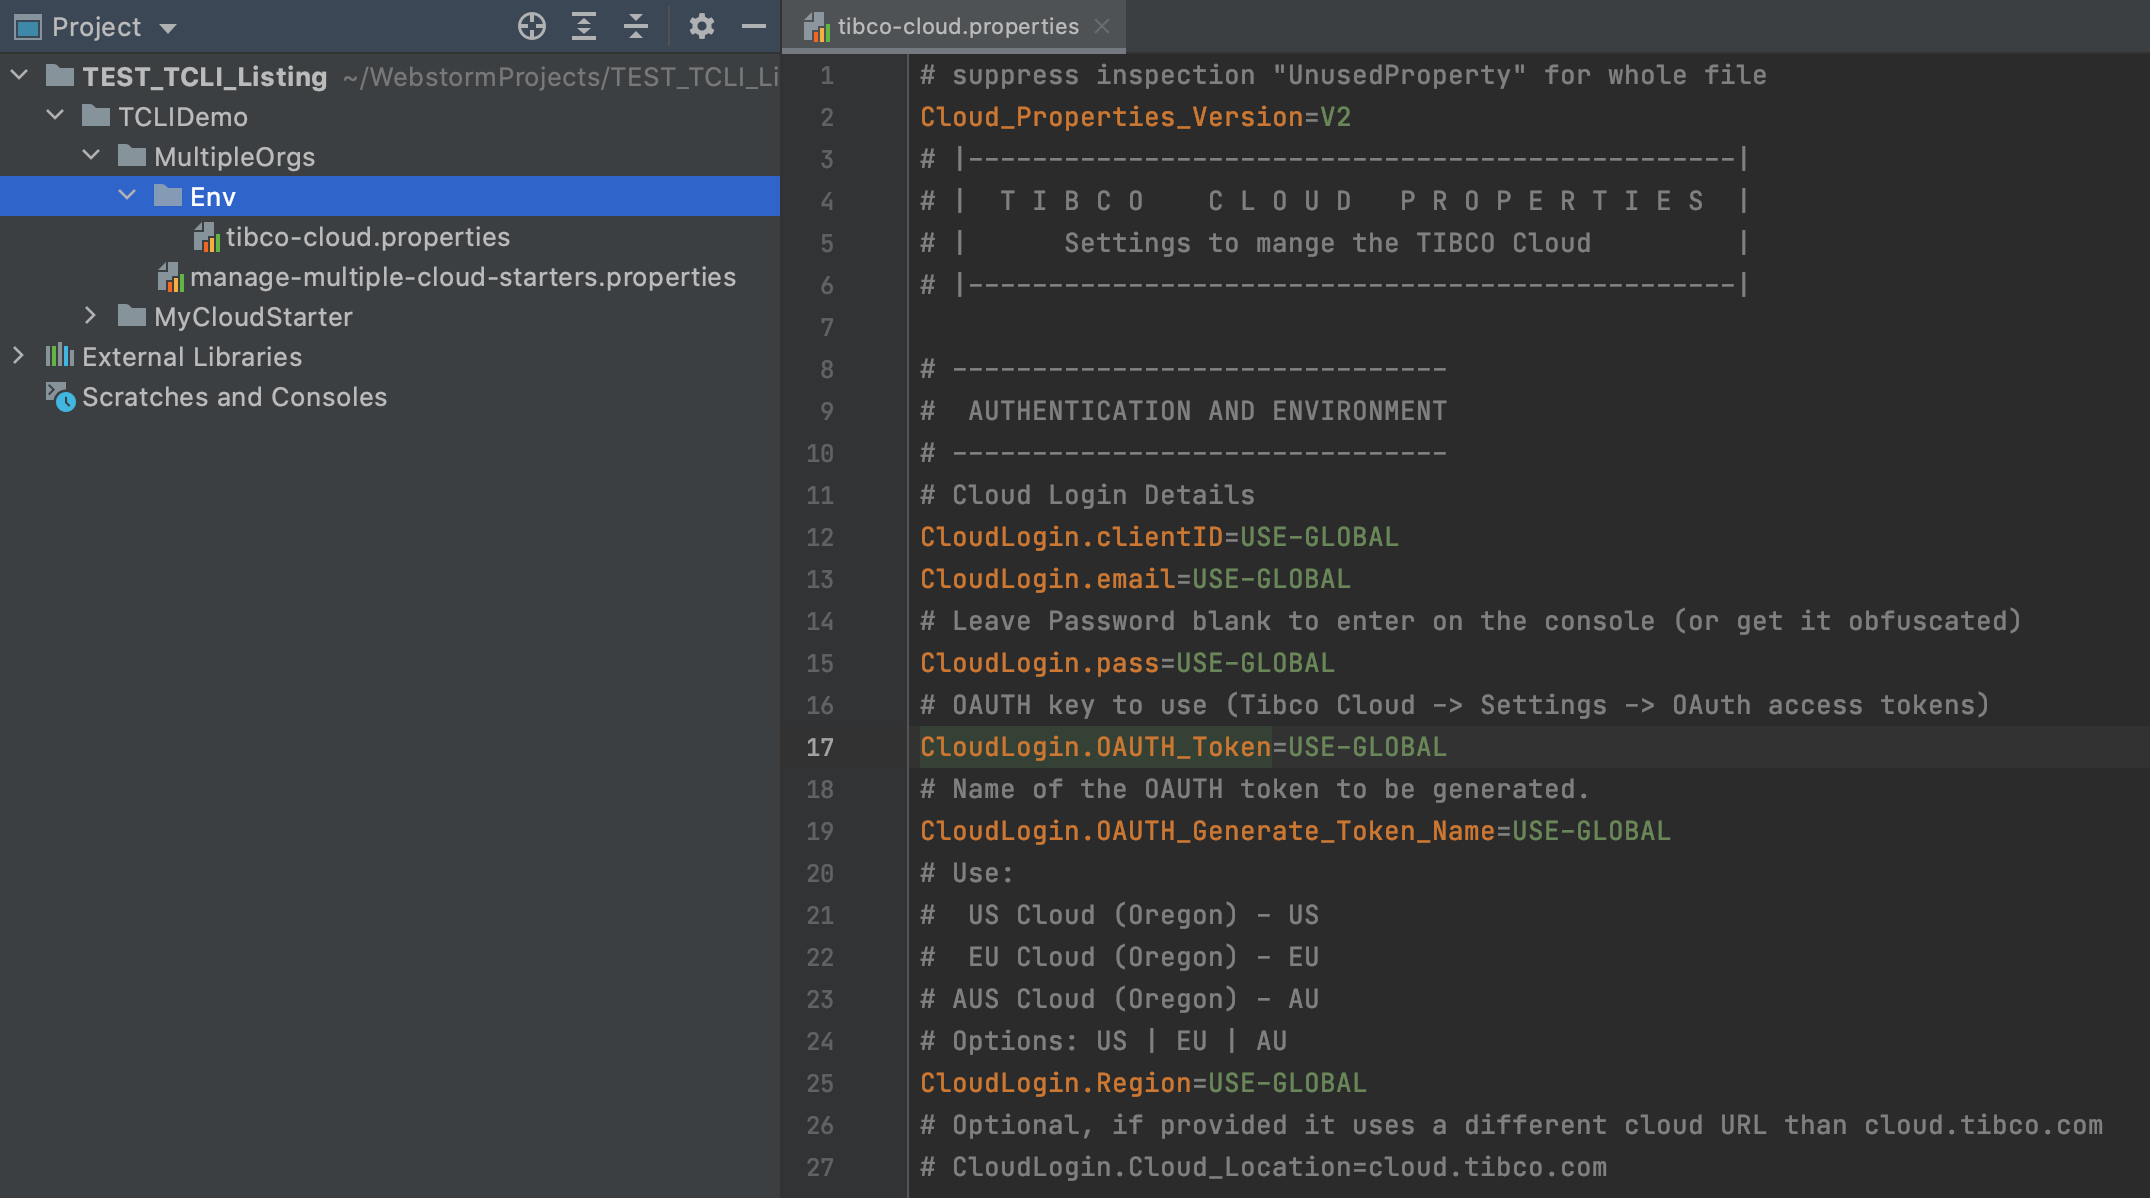 Project
TEST_TCLI_Listing ~/WebstormProjects/TEST_TCLI_Li
TCLIDemo
MultipleOrgs
Env
tibco-cloud.properties
manage-multiple-cloud-starters.properties
MyCloudStarter
External Libraries
Scratches and Consoles
tibco-cloud.properties
1 # suppress inspection "UnusedProperty" for whole file
2 Cloud_Properties_Version=V2
3 # |------------------------------------------------|
4 # |  T I B C O    C L O U D   P R O P E R T I E S  |
5 # |      Settings to mange the TIBCO Cloud         |
6 # |------------------------------------------------|
7
8 # -------------------------------
9 #  AUTHENTICATION AND ENVIRONMENT
10 # -------------------------------
11 # Cloud Login Details
12 CloudLogin.clientID=USE-GLOBAL
13 CloudLogin.email=USE-GLOBAL
14 # Leave Password blank to enter on the console (or get it obfuscated)
15 CloudLogin.pass=USE-GLOBAL
16 # OAUTH key to use (Tibco Cloud -> Settings -> OAuth access tokens)
17 CloudLogin.OAUTH_Token=USE-GLOBAL
18 # Name of the OAUTH token to be generated.
19 CloudLogin.OAUTH_Generate_Token_Name=USE-GLOBAL
20 # Use:
21 #  US Cloud (Oregon) - US
22 #  EU Cloud (Oregon) - EU
23 # AUS Cloud (Oregon) - AU
24 # Options: US | EU | AU
25 CloudLogin.Region=USE-GLOBAL
26 # Optional, if provided it uses a different cloud URL than cloud.tibco.com
27 # CloudLogin.Cloud_Location=cloud.tibco.com